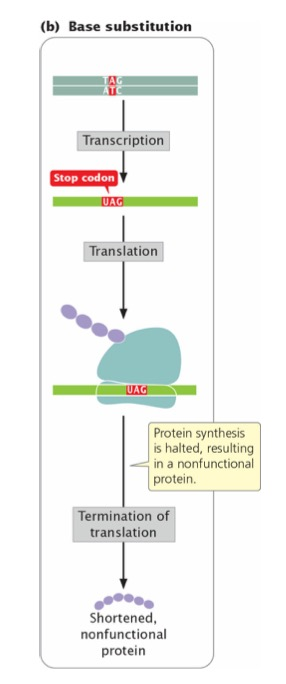 (b) Base substitution
TAG
ATC
Transcription
Stop codon
UAG
Translation
UAG
Protein synthesis
is halted, resulting
in a nonfunctional
protein.
Termination of
translation
Shortened,
nonfunctional
protein